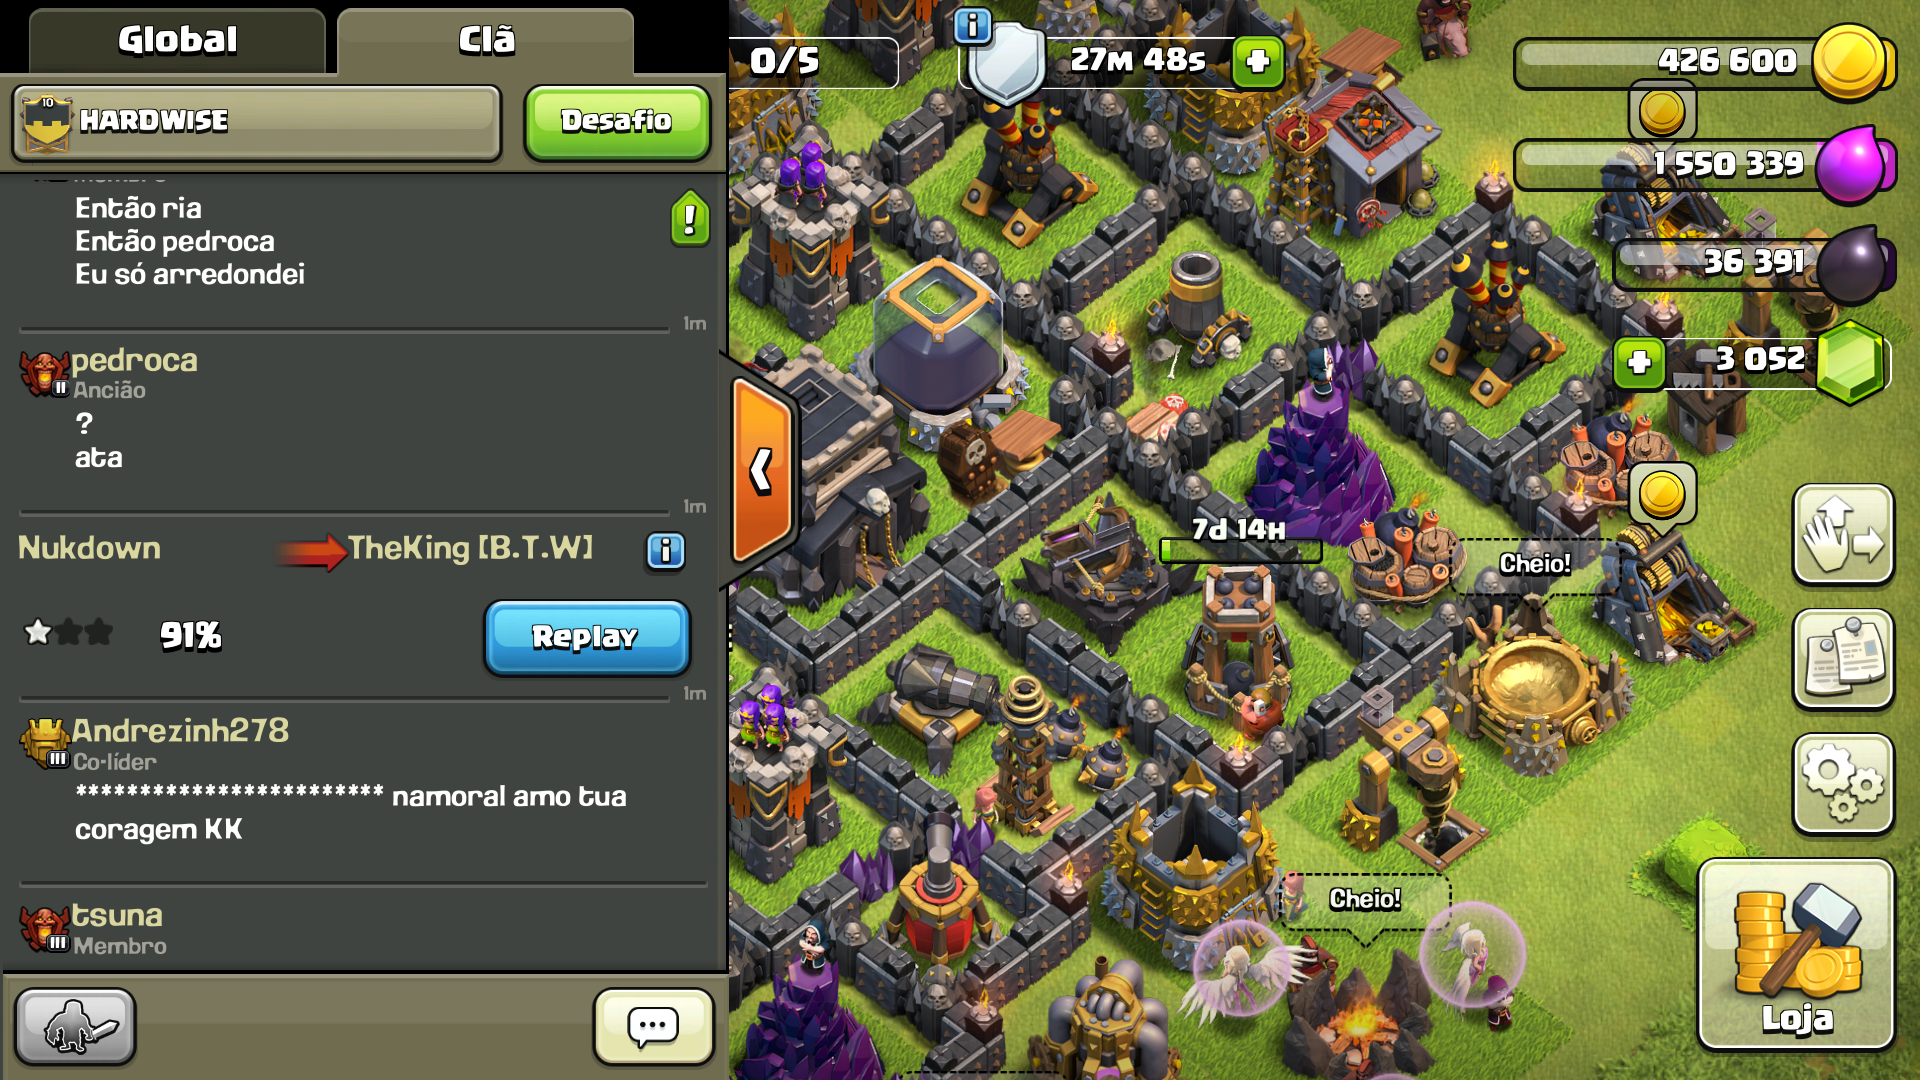 Global
Clã
10
HARDWISE
Desafio
Membro
Então ria
Então pedroca
Eu só arredondei
1m
pedroca
Ancião
?
ata
1m
Nukdown
TheKing [B.T.W]
91%
Replay
1m
Andrezinh278
Co-líder
************************ namoral amo tua
coragem KK
tsuna
Membro
0/5
27M 48s
426 600
1 550 339
36 391
3 052
7d 14H
Cheio!
Cheio!
Loja